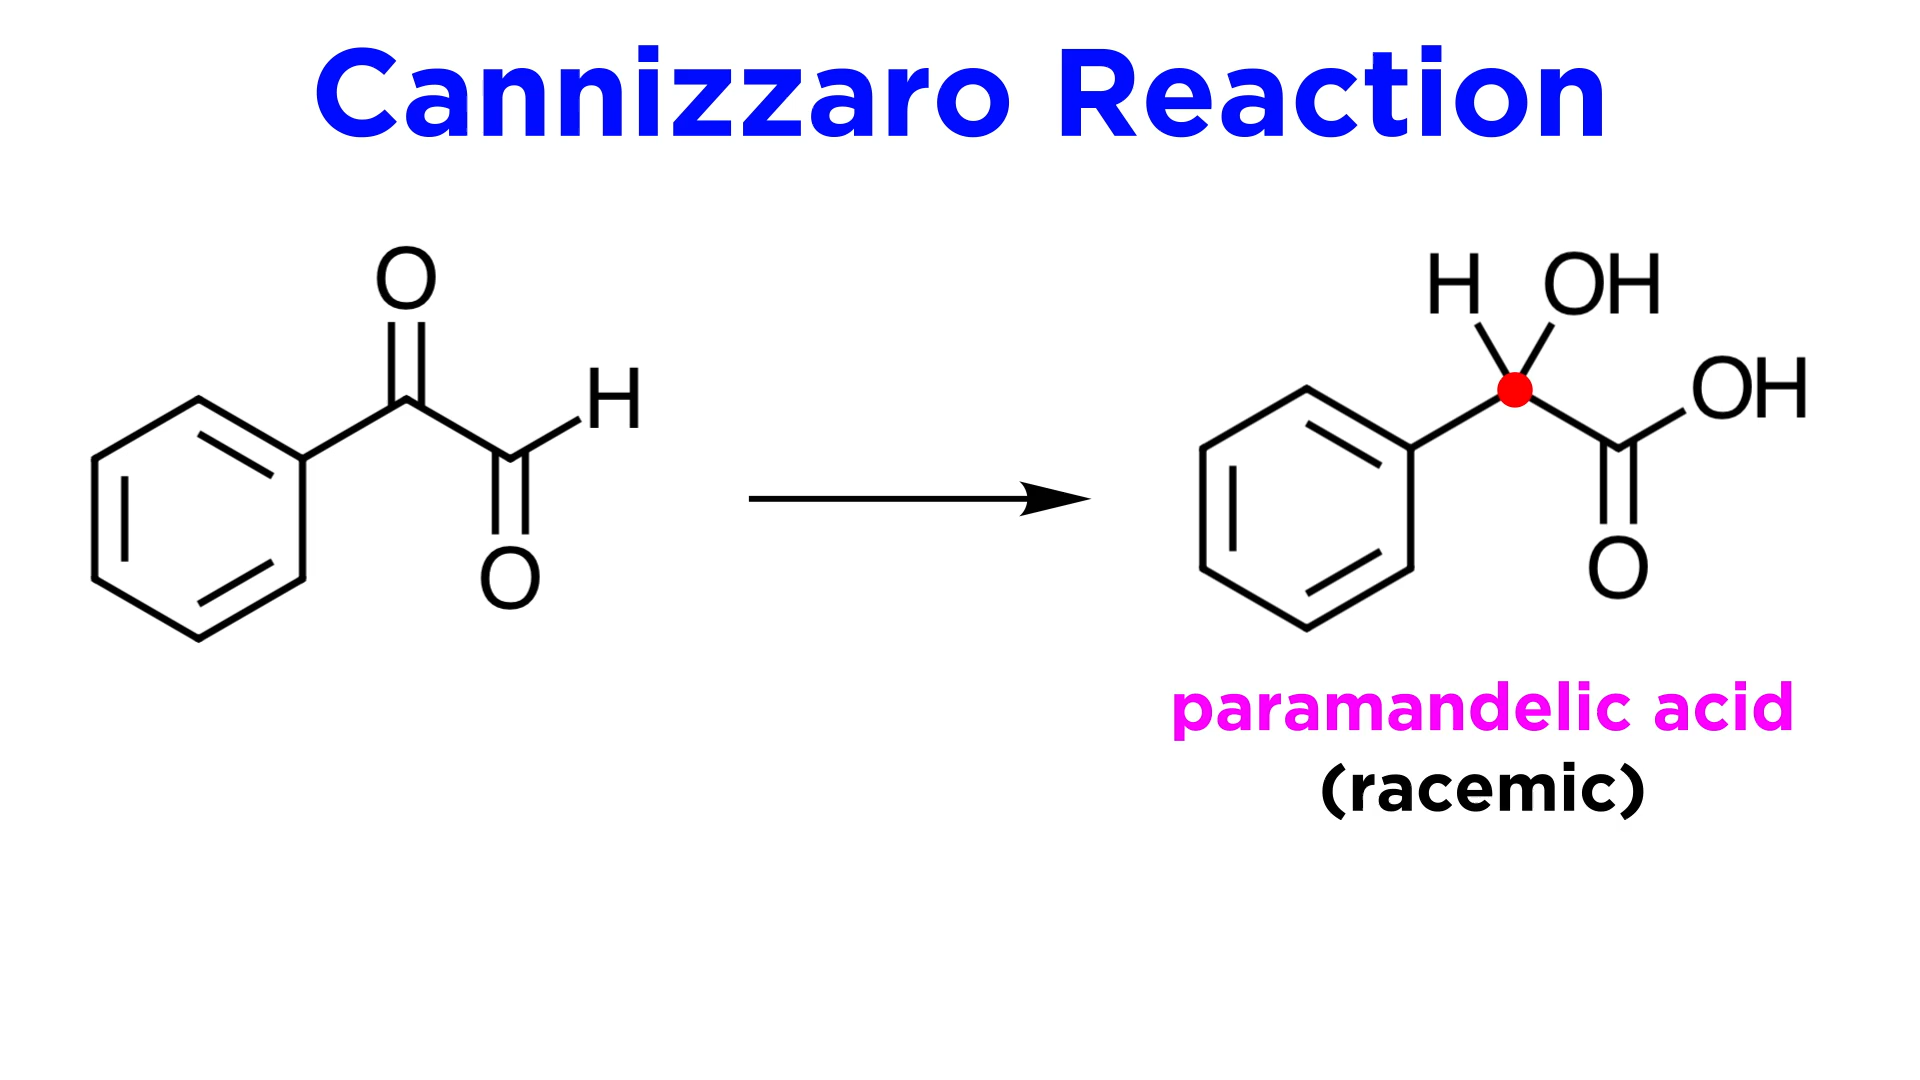 Cannizzaro Reaction
O
H
O
H OH
OH
O
paramandelic acid
(racemic)